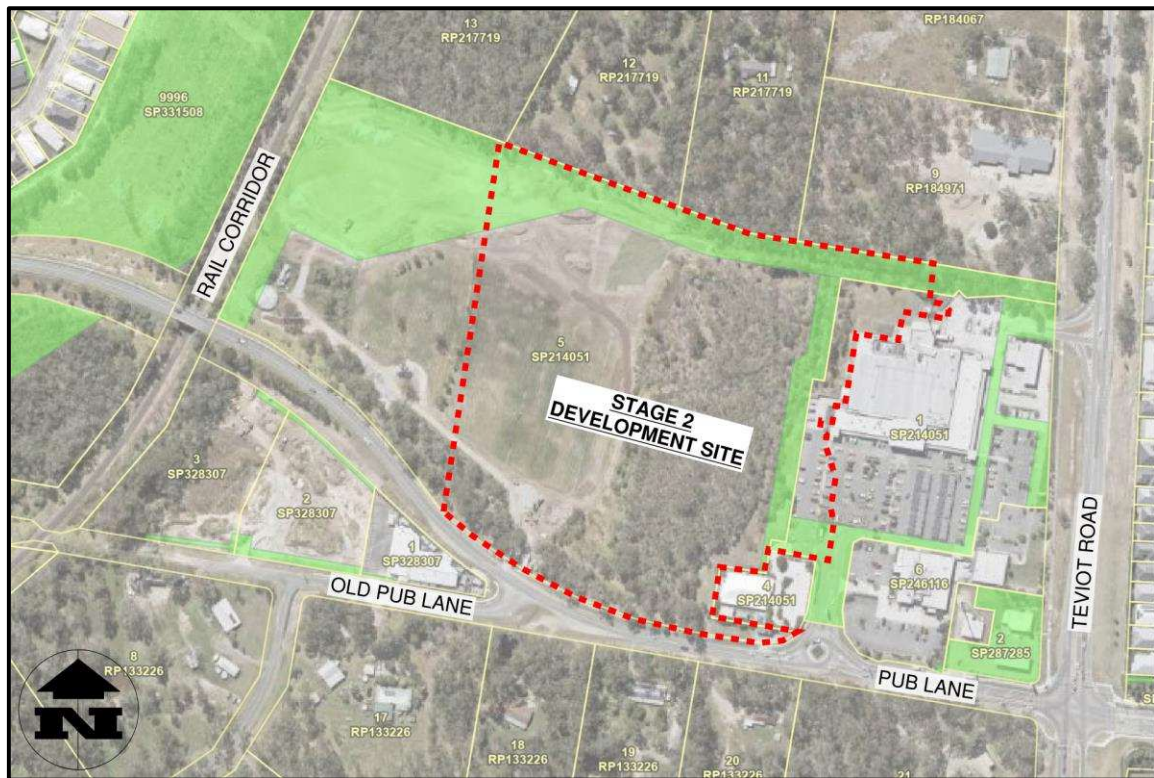 13
RP217719
RP184067
12
RP217719
11
RP217719
9996
SP331508
RAIL CORRIDOR
9
RP184971
5
SP214051
STAGE 2
DEVELOPMENT SITE
1
SP214051
3
SP328307
2
SP328307
1
SP328307
4
SP214051
6
SP246116
TEVIOT ROAD
OLD PUB LANE
2
SP287285
8
RP133226
PUB LANE
17
RP133226
18
RP133226
19
RP133226
20
RP133226
21
N